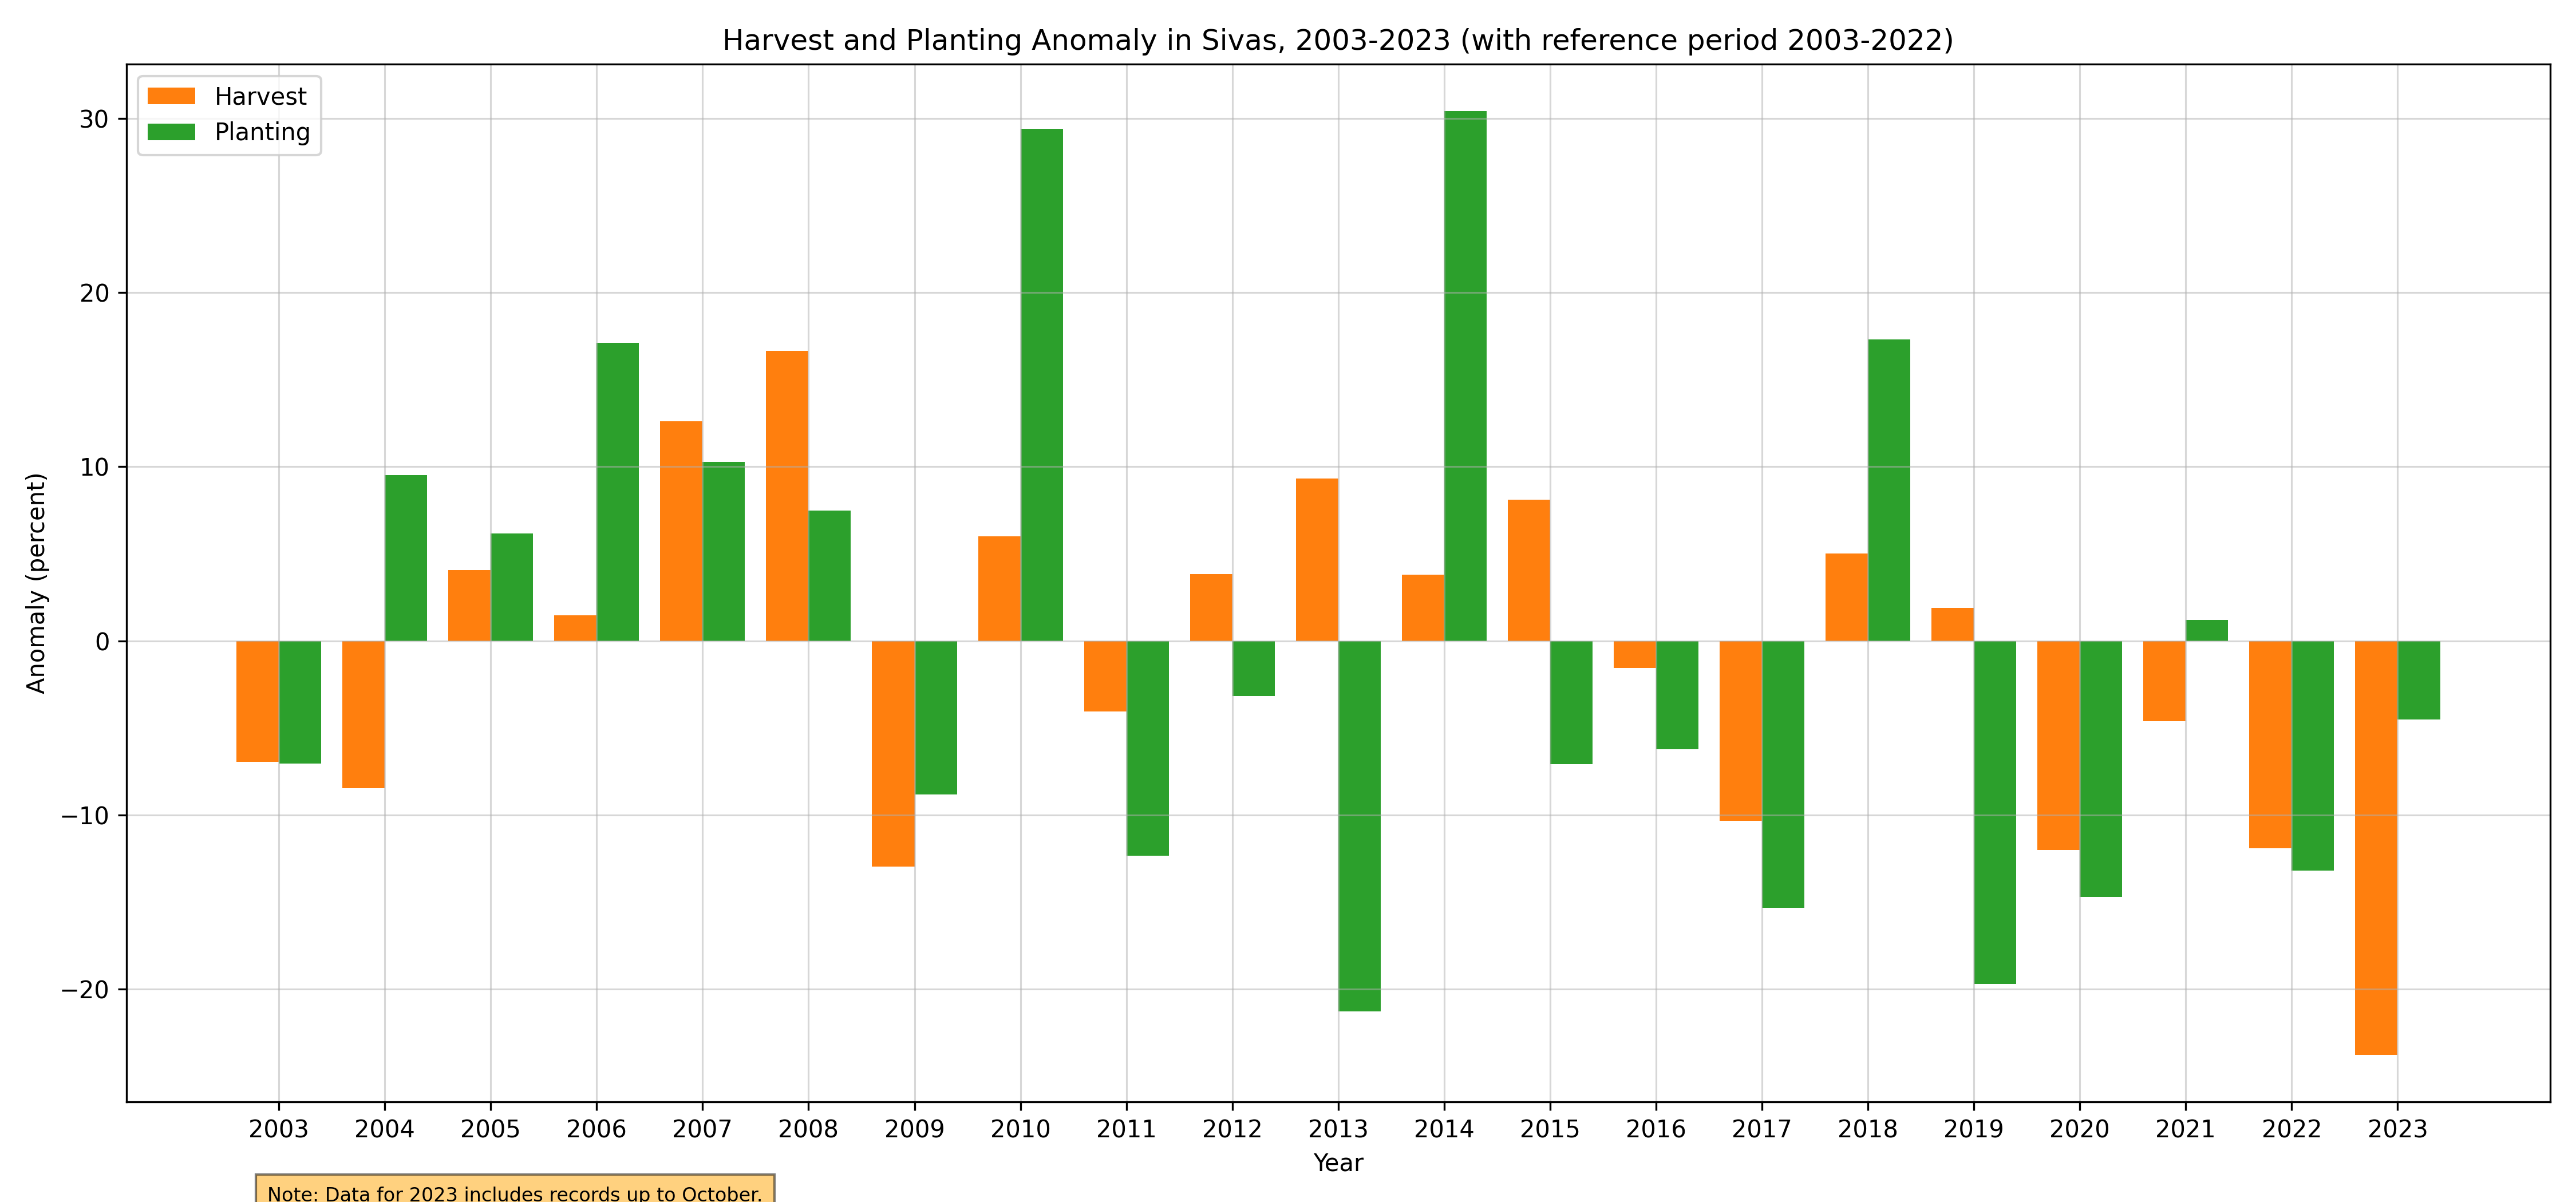 Harvest and Planting Anomaly in Sivas, 2003-2023 (with reference period 2003-2022)
Harvest
Planting
30
20
10
0
−10
−20
Anomaly (percent)
2003 2004 2005 2006 2007 2008 2009 2010 2011 2012 2013 2014 2015 2016 2017 2018 2019 2020 2021 2022 2023
Year
Note: Data for 2023 includes records up to October.